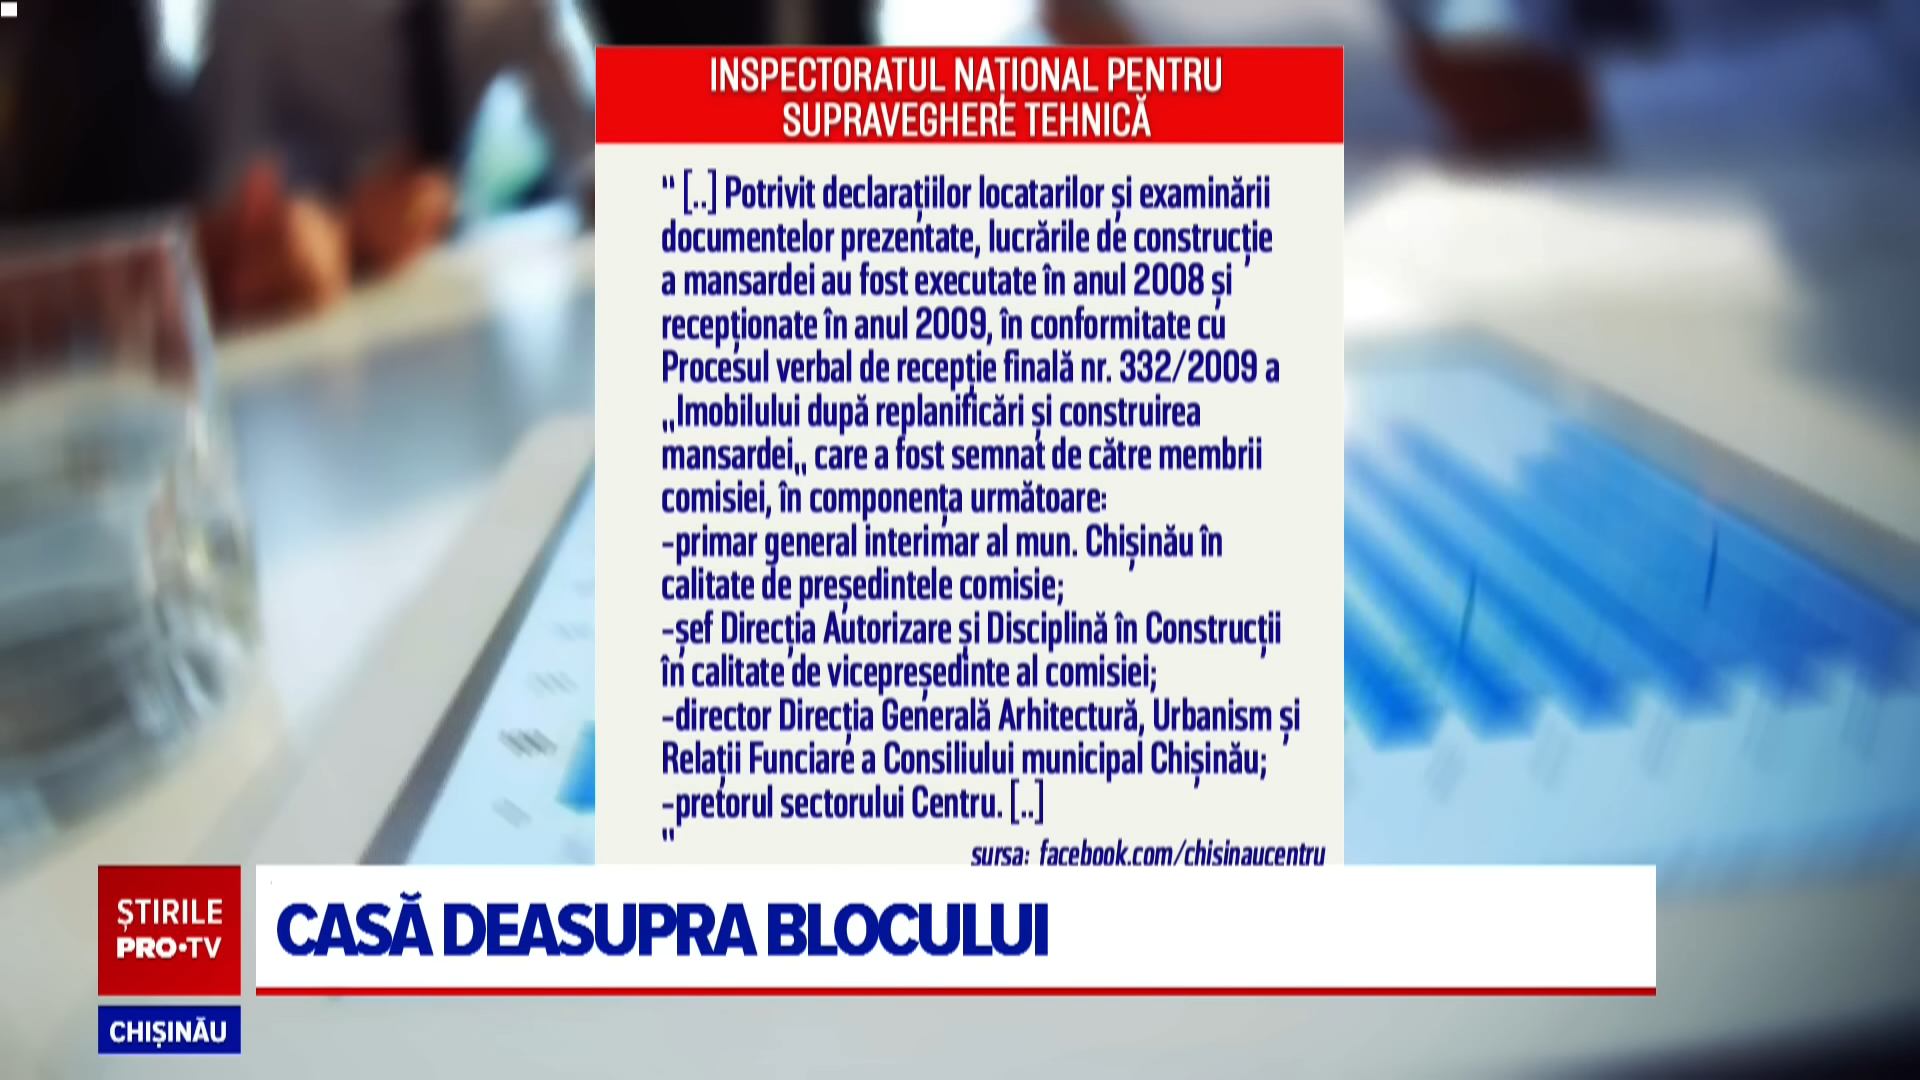 INSPECTORATUL NAȚIONAL PENTRU
SUPRAVEGHERE TEHNICĂ
" [..] Potrivit declarațiilor locatarilor și examinării
documentelor prezentate, lucrările de construcție
a mansardei au fost executate în anul 2008 și
recepționate în anul 2009, în conformitate cu
Procesul verbal de recepție finală nr. 332/2009 a
„Imobilului după replanificări și construirea
mansardei„ care a fost semnat de către membrii
comisiei, în componența următoare:
-primar general interimar al mun. Chișinău în
calitate de președintele comisie;
-șef Direcția Autorizare și Disciplină în Construcții
în calitate de vicepreședinte al comisiei;
-director Direcția Generală Arhitectură, Urbanism și
Relații Funciare a Consiliului municipal Chișinău;
-pretorul sectorului Centru. [..]
"
sursa: facebook.com/chisinaucentru
ȘTIRILE
PRO•TV
CASĂ DEASUPRA BLOCULUI
CHIȘINĂU